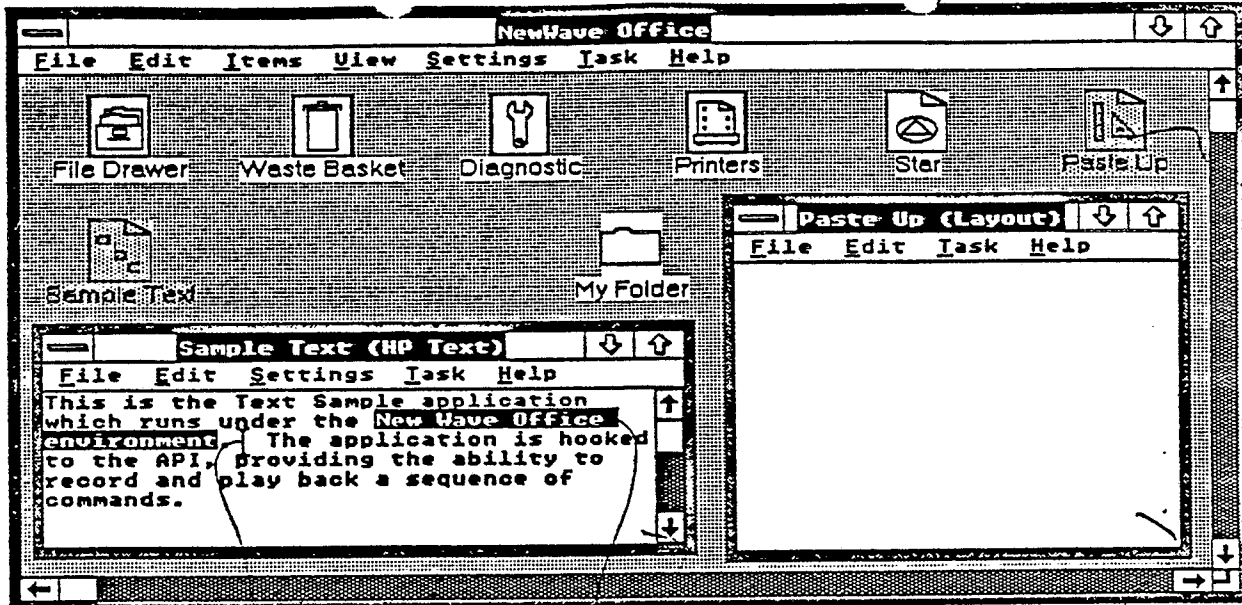 NewWave Office
File Edit Items View Settings Task Help
File Drawer Waste Basket Diagnostic Printers Star Paste Up
Sample Text My Folder
Paste Up (Layout)
File Edit Task Help
Sample Text (HP Text)
File Edit Settings Task Help
This is the Text Sample application
which runs under the New Wave Office
environment. The application is hooked
to the API, providing the ability to
record and play back a sequence of
commands.